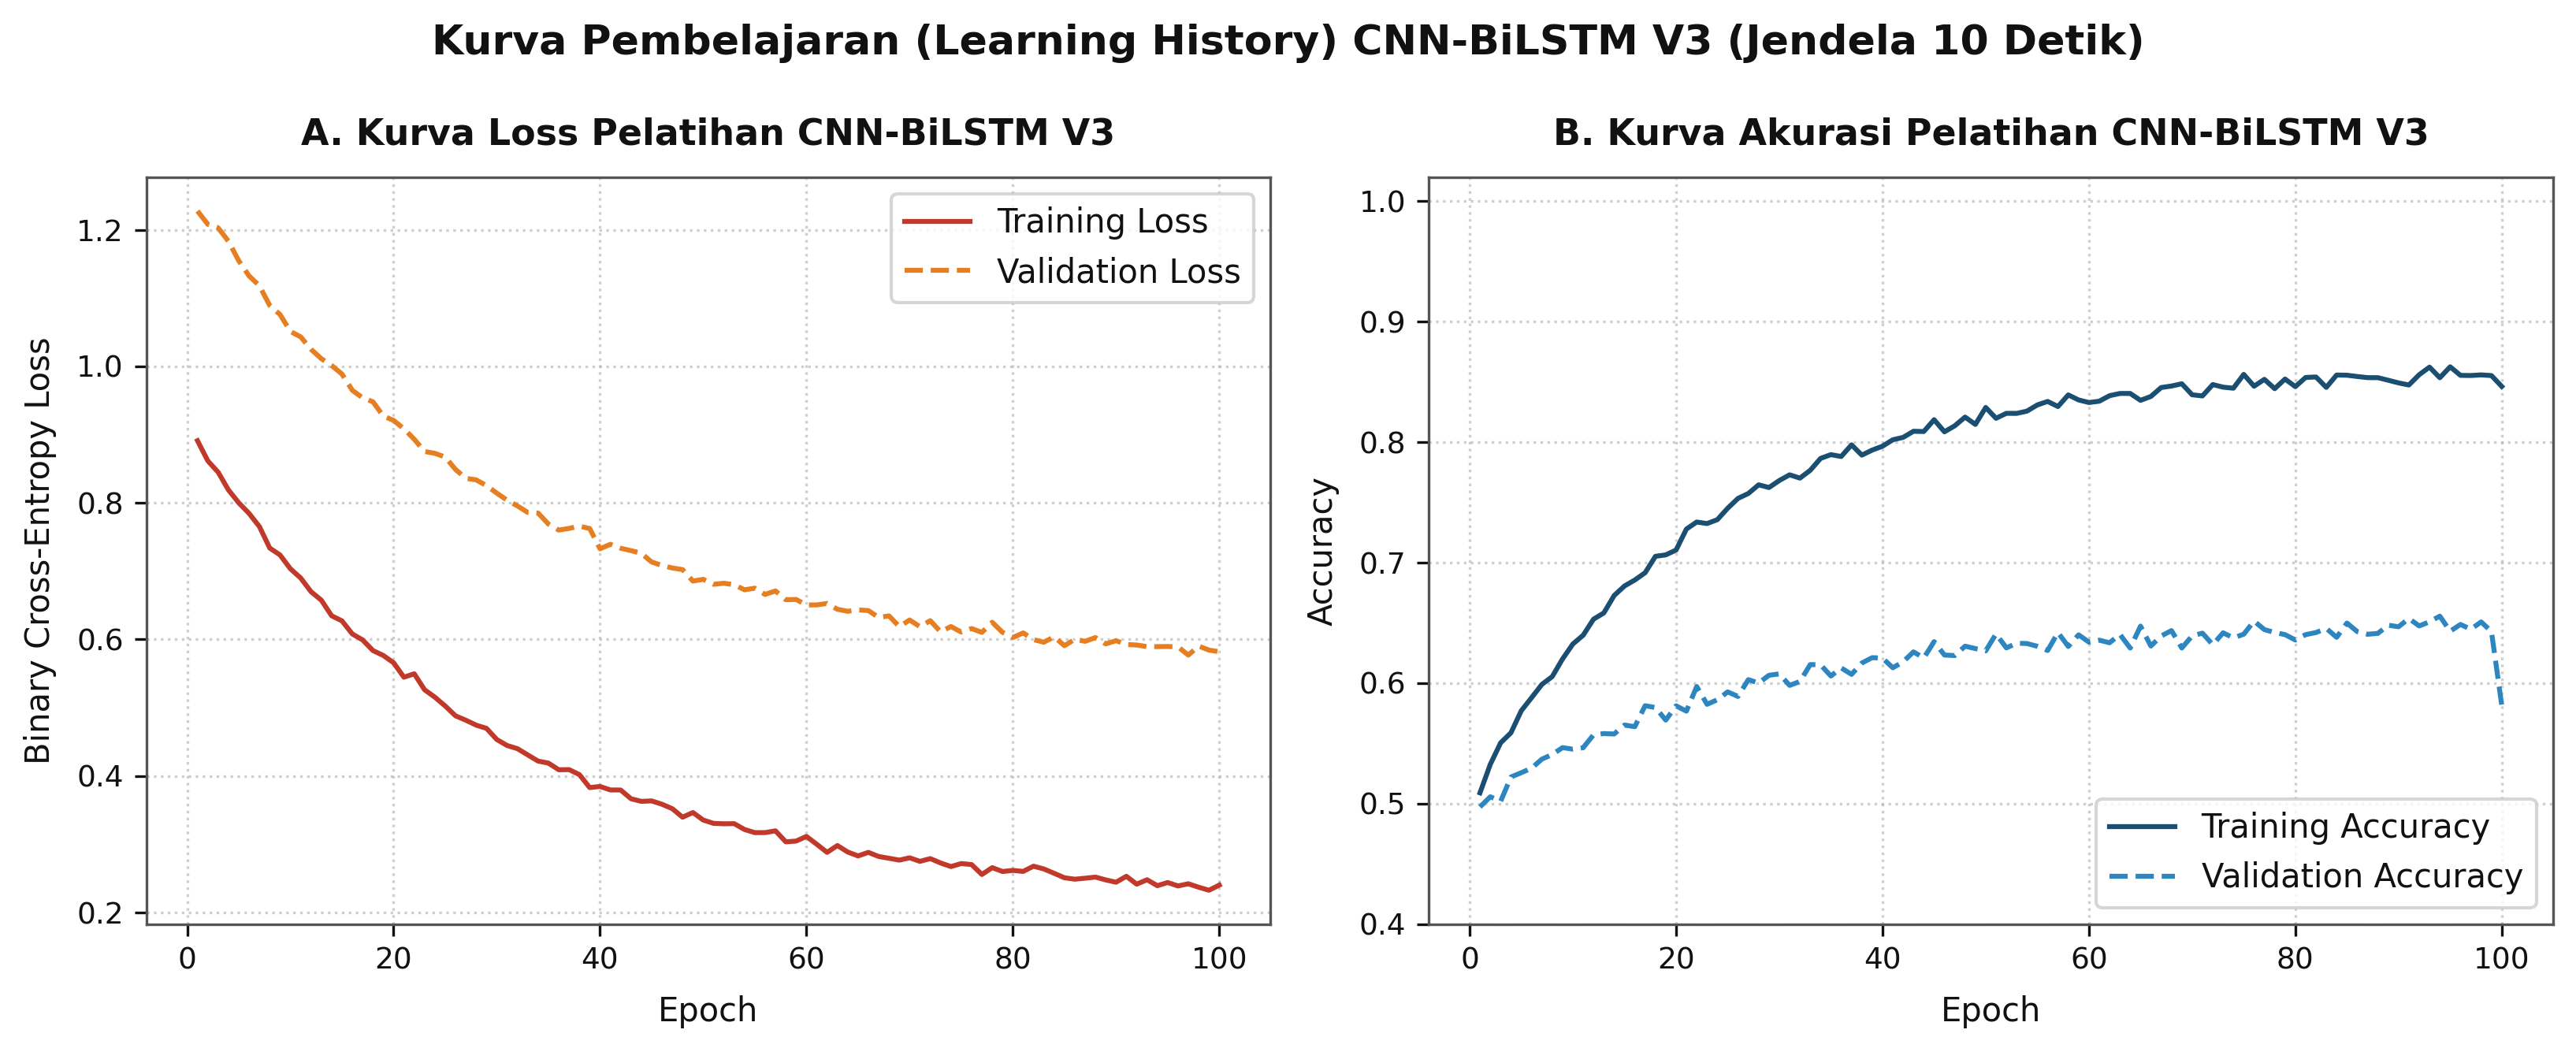 Kurva Pembelajaran (Learning History) CNN-BiLSTM V3 (Jendela 10 Detik)
A. Kurva Loss Pelatihan CNN-BiLSTM V3
Binary Cross-Entropy Loss
1.2
1.0
0.8
0.6
0.4
0.2
Training Loss
Validation Loss
0 20 40 60 80 100
Epoch
B. Kurva Akurasi Pelatihan CNN-BiLSTM V3
Accuracy
1.0
0.9
0.8
0.7
0.6
0.5
0.4
Training Accuracy
Validation Accuracy
0 20 40 60 80 100
Epoch